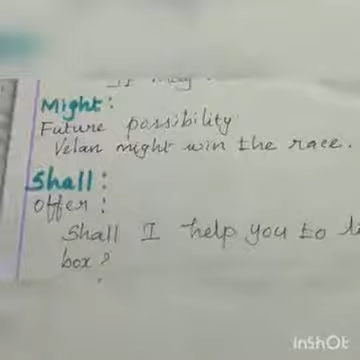 Might:
Future possibility
Velan might win the race.
Shall:
offer:
Shall I help you to
box?
InShOt